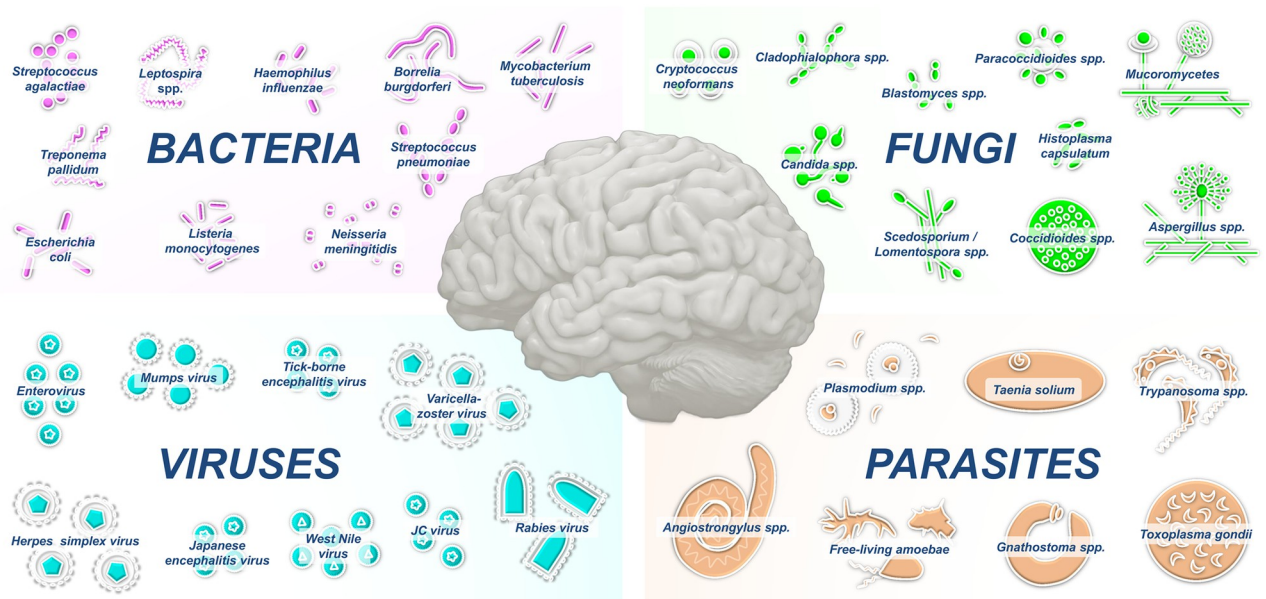 BACTERIA
Streptococcus
agalactiae
Leptospira
spp.
Haemophilus
influenzae
Borrelia
burgdorferi
Mycobacterium
tuberculosis
Treponema
pallidum
Streptococcus
pneumoniae
Escherichia
coli
Listeria
monocytogenes
Neisseria
meningitidis
FUNGI
Cryptococcus
neoformans
Cladophialophora spp.
Blastomyces spp.
Paracoccidioides spp.
Mucoromycetes
Candida spp.
Histoplasma
capsulatum
Scedosporium /
Lomentospora spp.
Coccidioides spp.
Aspergillus spp.
VIRUSES
Enterovirus
Mumps virus
Tick-borne
encephalitis virus
Varicella-
zoster virus
Herpes simplex virus
Japanese
encephalitis virus
West Nile
virus
JC virus
Rabies virus
PARASITES
Plasmodium spp.
Taenia solium
Trypanosoma spp.
Angiostrongylus spp.
Free-living amoebae
Gnathostoma spp.
Toxoplasma gondii